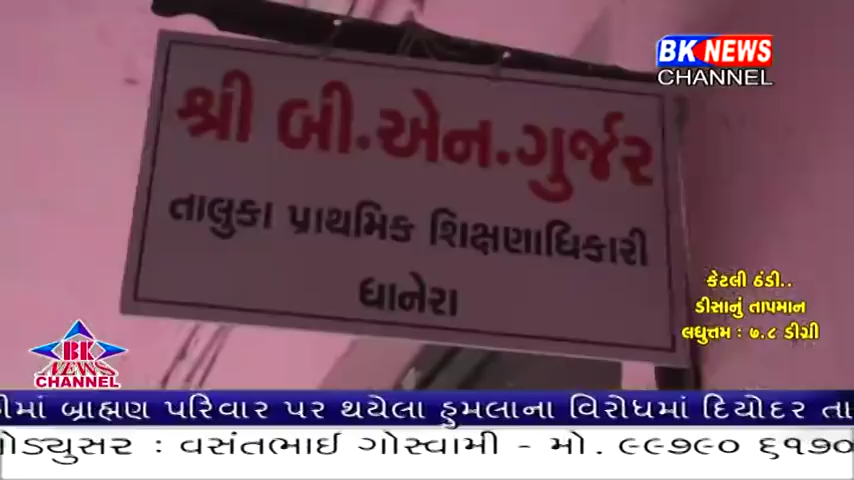 BK NEWS
CHANNEL
શ્રી બી.એન.ગુર્જર
તાલુકા પ્રાથમિક શિક્ષણાધિકારી
ધાનેરા
કેટલી ઠંડી..
ડીસાનું તાપમાન
લઘુત્તમ : ૭.૮ ડીગ્રી
BK
NEWS
CHANNEL
બ્રાહ્મણ પરિવાર પર થયેલા હુમલાના વિરોધમાં દિયોદર
: વસંતભાઈ ગોસ્વામી - મો. ૯૯૭૯૦ ૬૧૭૦